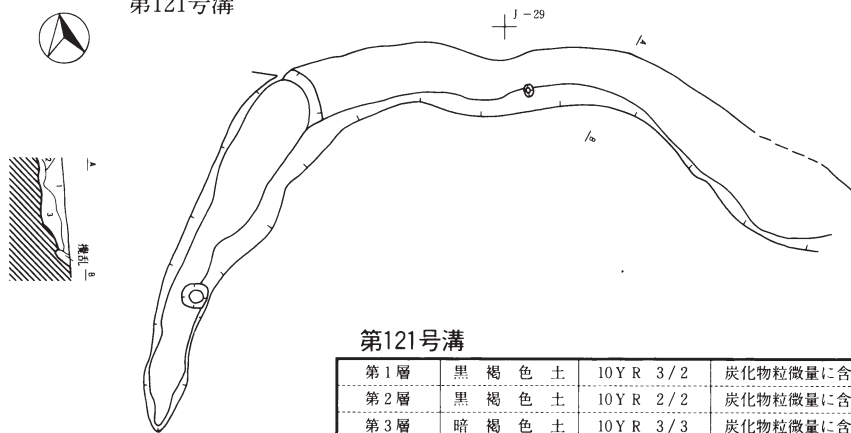 第121号溝
J-29
A
B
A
1
3
攪乱
B
第121号溝
第1層 黒褐色土 10YR 3/2 炭化物粒微量に含
第2層 黒褐色土 10YR 2/2 炭化物粒微量に含
第3層 暗褐色土 10YR 3/3 炭化物粒微量に含